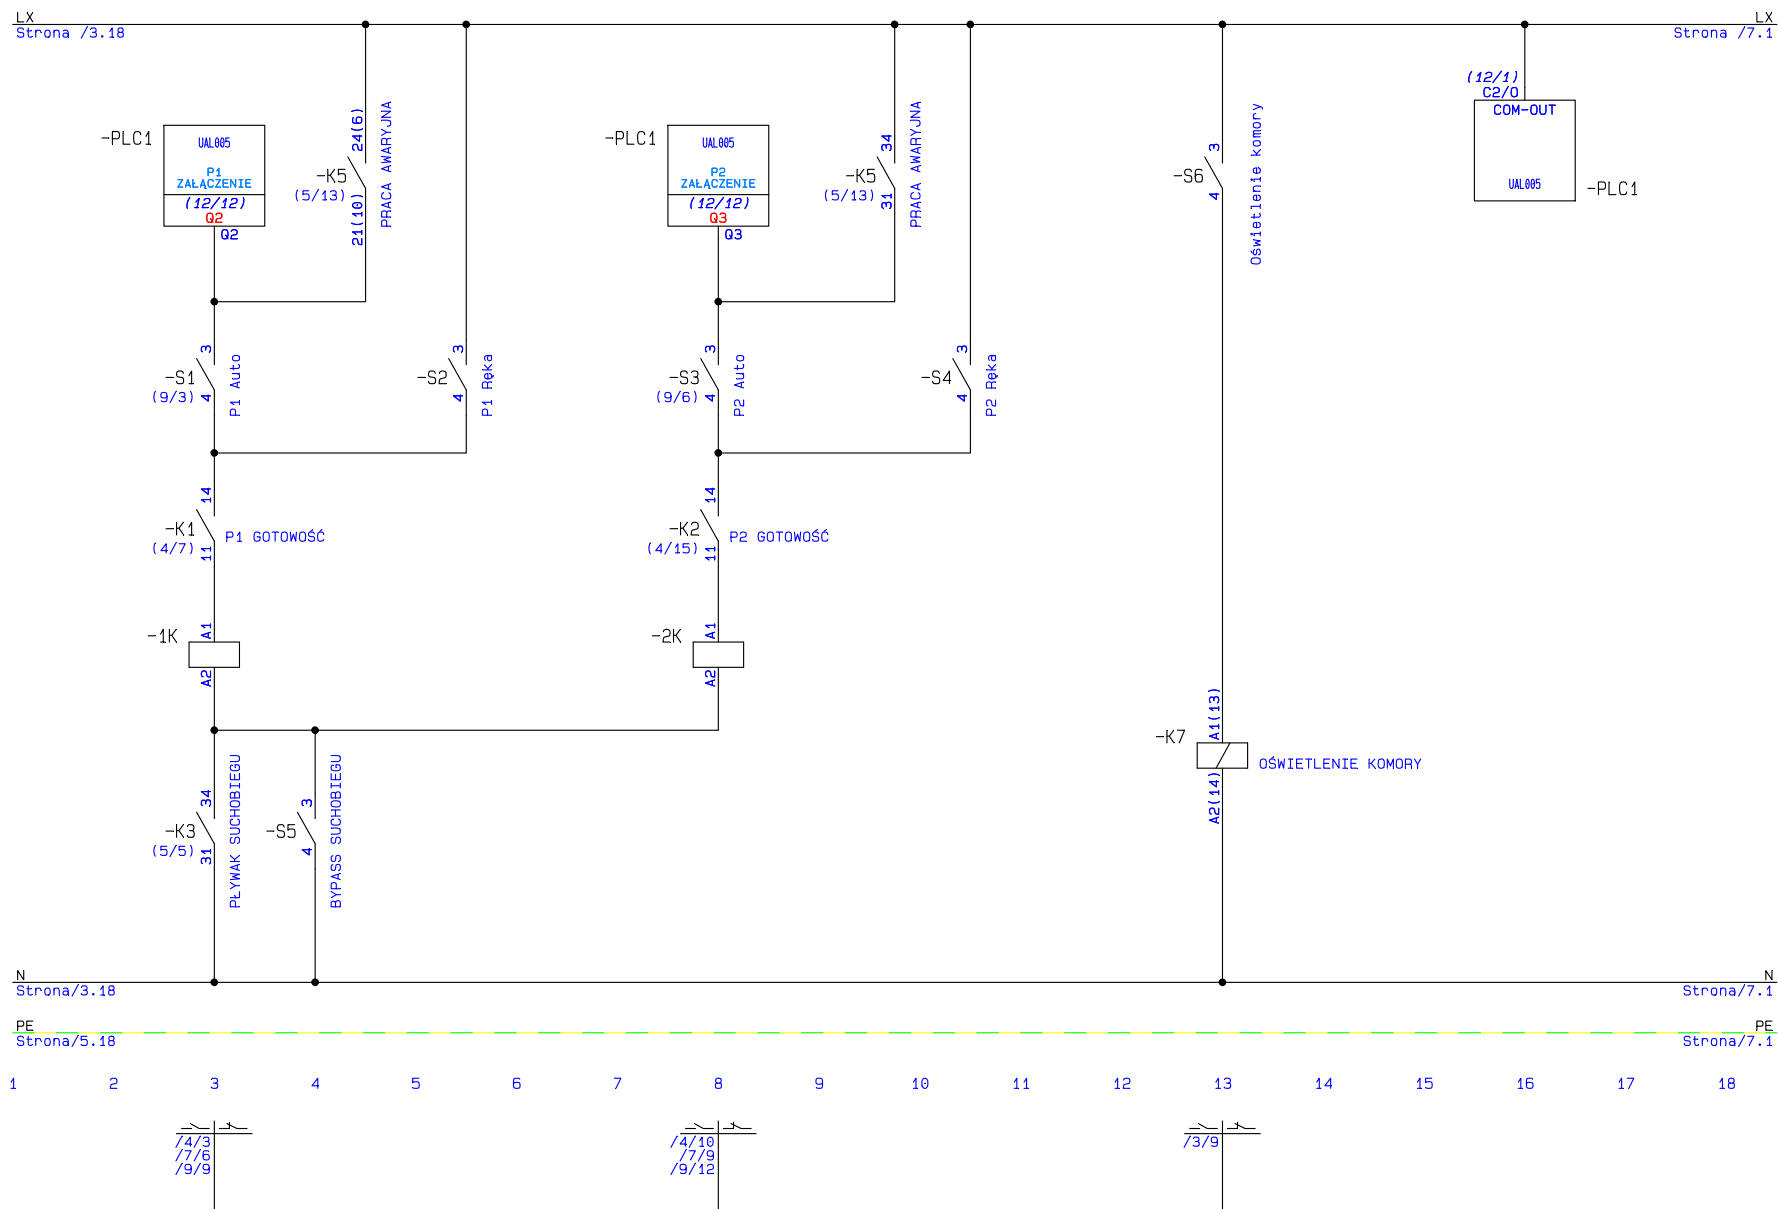 LX
LX
Strona /3.18
Strona /7.1
(12/1)
C2/0
COM-OUT
UAL005
-PLC1
-PLC1
UAL005
P1
ZAŁĄCZENIE
(12/12)
Q2
Q2
24(6)
-K5
(5/13)
21(10)
PRACA AWARYJNA
-PLC1
UAL005
P2
ZAŁĄCZENIE
(12/12)
Q3
Q3
34
-K5
(5/13)
31
PRACA AWARYJNA
3
-S6
4
Oświetlenie komory
3
-S1
(9/3)
4
P1 Auto
3
-S2
4
P1 Ręka
3
-S3
(9/6)
4
P2 Auto
3
-S4
4
P2 Ręka
14
-K1
(4/7)
11
P1 GOTOWOŚĆ
14
-K2
(4/15)
11
P2 GOTOWOŚĆ
-1K
A1
A2
-2K
A1
A2
A1(13)
-K7
A2(14)
OŚWIETLENIE KOMORY
34
-K3
(5/5)
31
PŁYWAK SUCHOBIEGU
3
-S5
4
BYPASS SUCHOBIEGU
N
N
Strona/3.18
Strona/7.1
PE
PE
Strona/5.18
Strona/7.1
1 2 3 4 5 6 7 8 9 10 11 12 13 14 15 16 17 18
/4/3
/7/6
/9/9
/4/10
/7/9
/9/12
/3/9